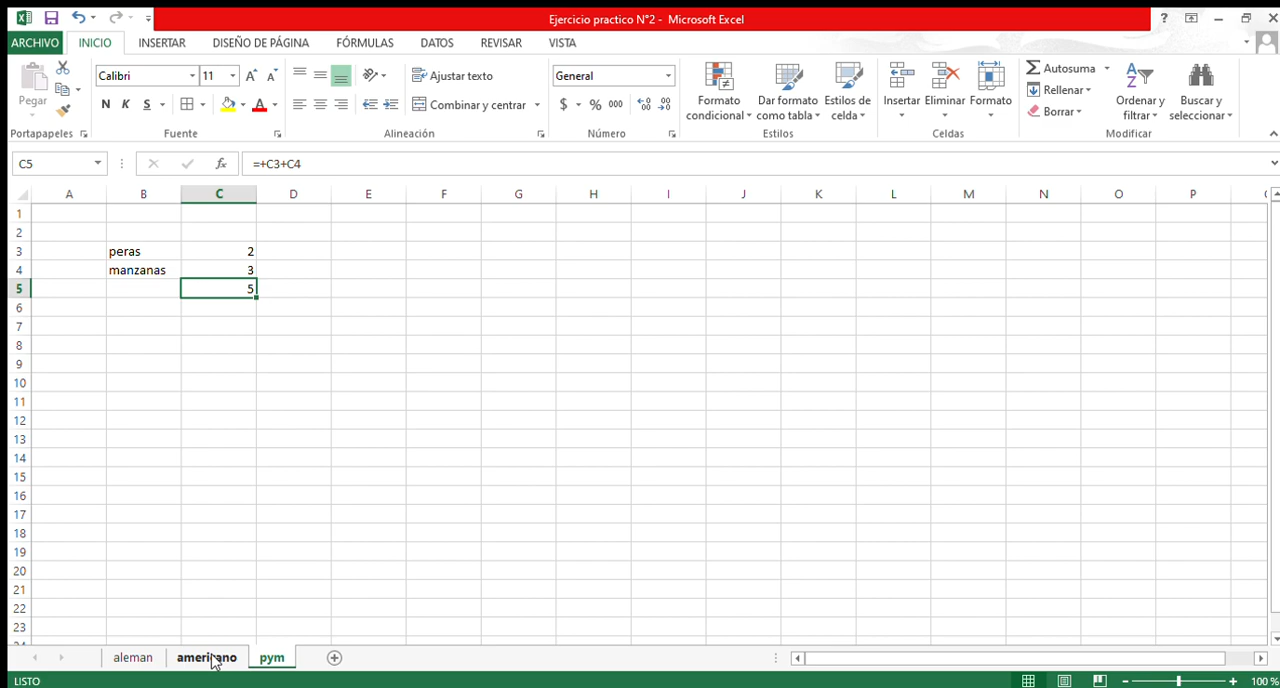 Ejercicio practico N°2 - Microsoft Excel
ARCHIVO INICIO INSERTAR DISEÑO DE PÁGINA FÓRMULAS DATOS REVISAR VISTA
Pegar
Calibri 11
N K S
Ajustar texto
Combinar y centrar
General
$ % 000
Formato condicional
Dar formato como tabla
Estilos de celda
Insertar Eliminar Formato
Autosuma
Rellenar
Borrar
Ordenar y filtrar
Buscar y seleccionar
Portapapeles Fuente Alineación Número Estilos Celdas Modificar
C5 fx =+C3+C4
A B C D E F G H I J K L M N O P
1
2
3 peras 2
4 manzanas 3
5 5
6
7
8
9
10
11
12
13
14
15
16
17
18
19
20
21
22
23
24
aleman americano pym
LISTO 100 %